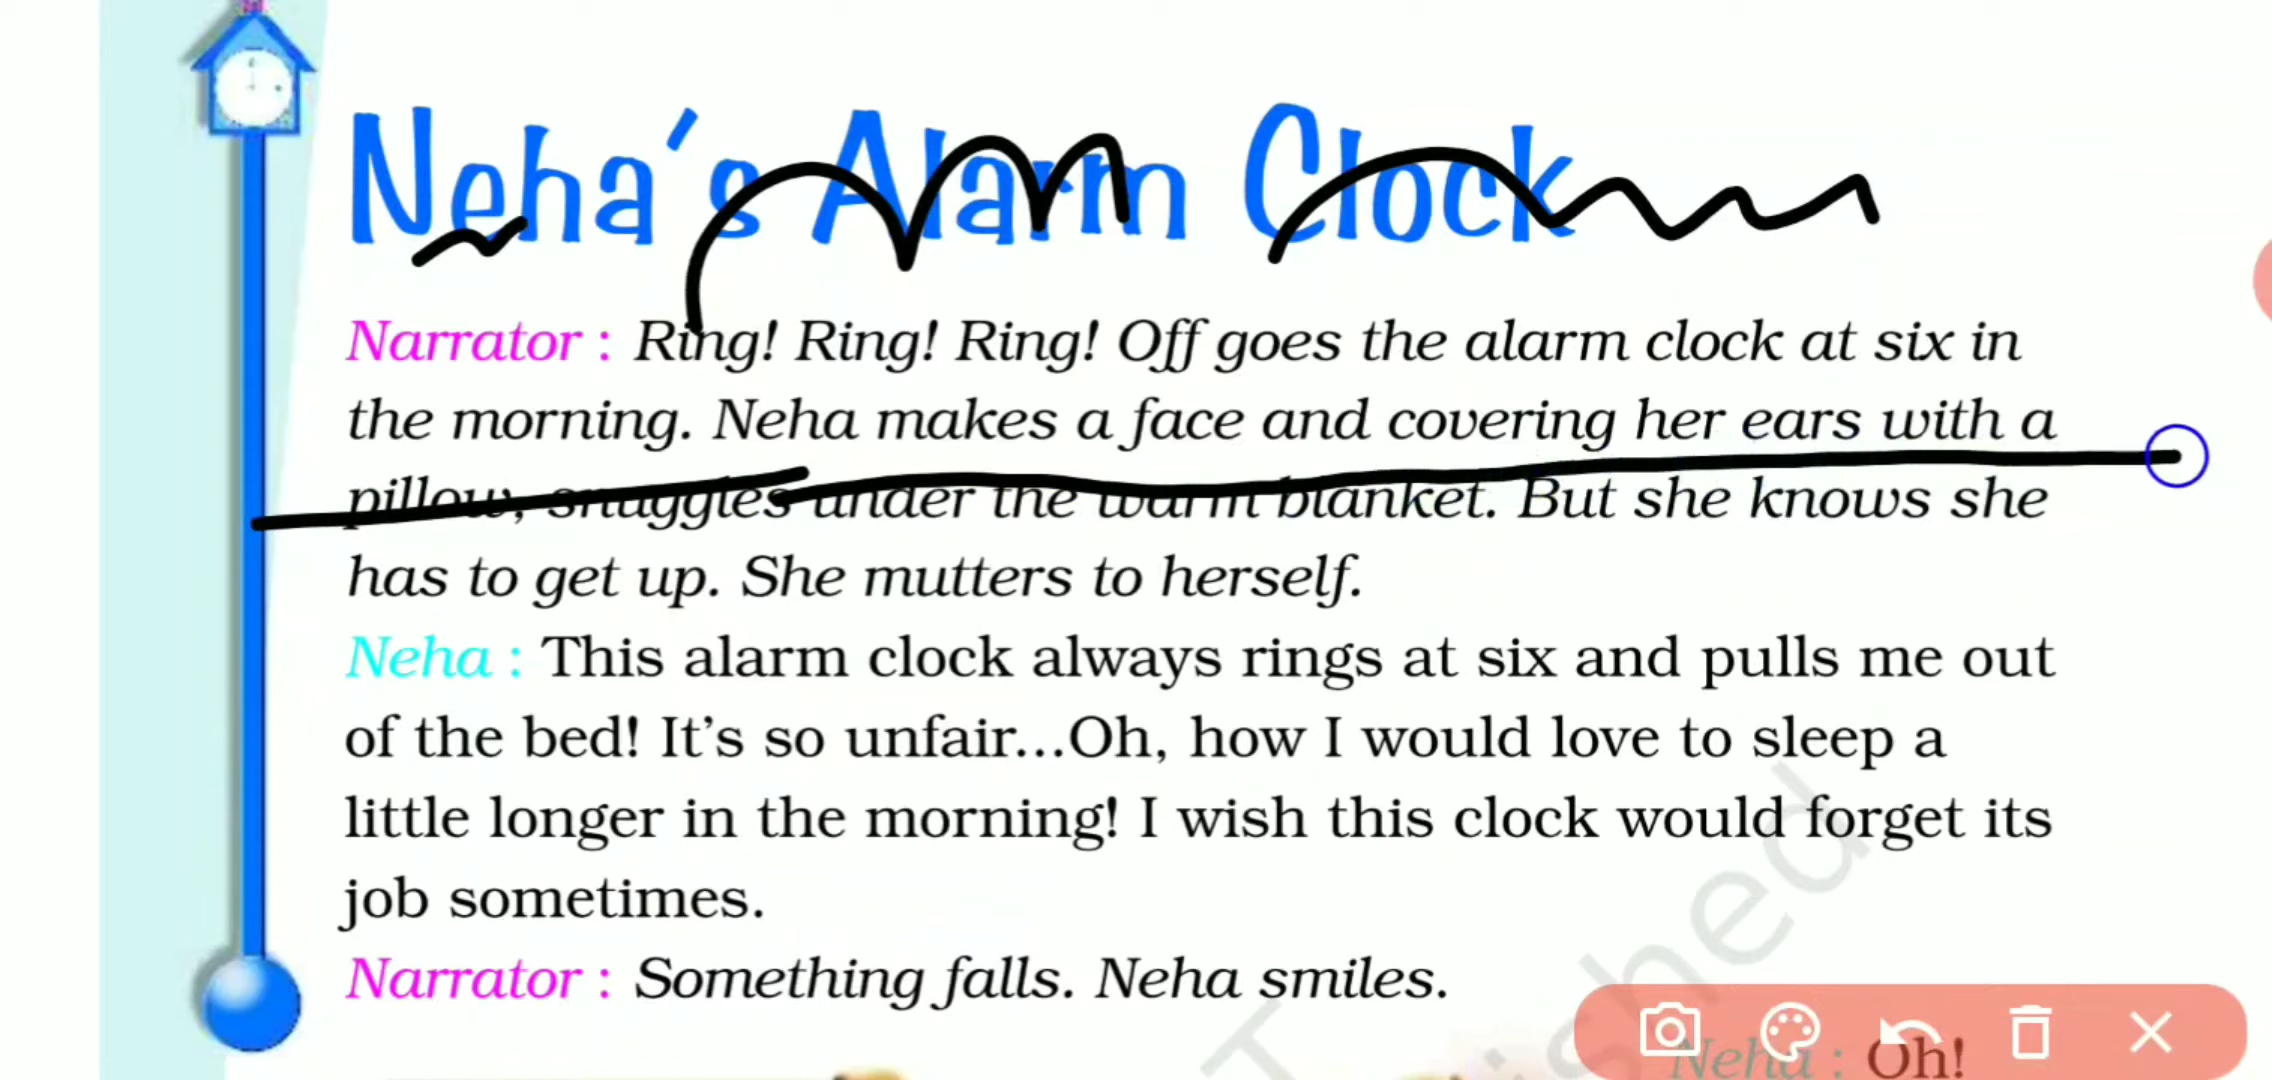 Neha's Alarm Clock
Narrator : Ring! Ring! Ring! Off goes the alarm clock at six in
the morning. Neha makes a face and covering her ears with a
pillow, snuggles under the warm blanket. But she knows she
has to get up. She mutters to herself.
Neha : This alarm clock always rings at six and pulls me out
of the bed! It's so unfair...Oh, how I would love to sleep a
little longer in the morning! I wish this clock would forget its
job sometimes.
Narrator : Something falls. Neha smiles.
Neha : Oh!